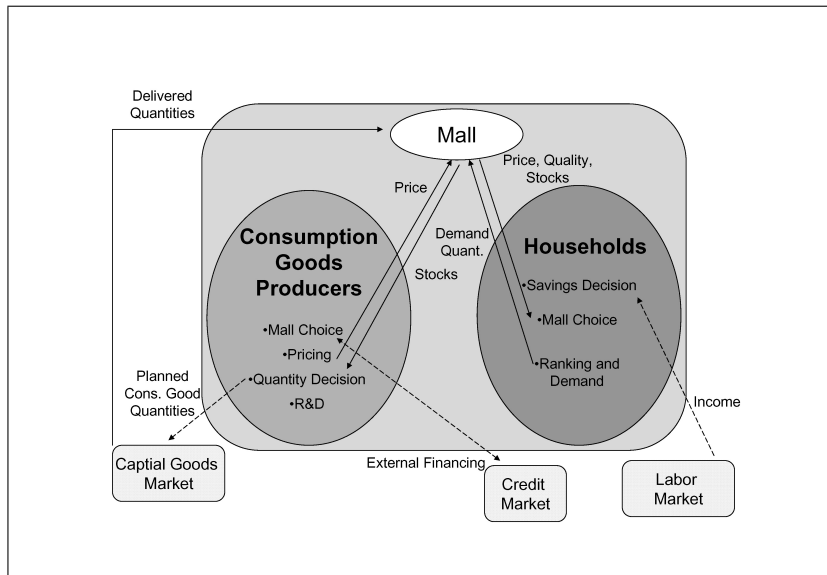 Delivered
Quantities
Mall
Price
Price, Quality,
Stocks
Consumption
Goods
Producers
Demand
Quant.
Stocks
Households
•Savings Decision
•Mall Choice
•Ranking and
Demand
•Mall Choice
•Pricing
•Quantity Decision
•R&D
Planned
Cons. Good
Quantities
Income
External Financing
Captial Goods
Market
Credit
Market
Labor
Market